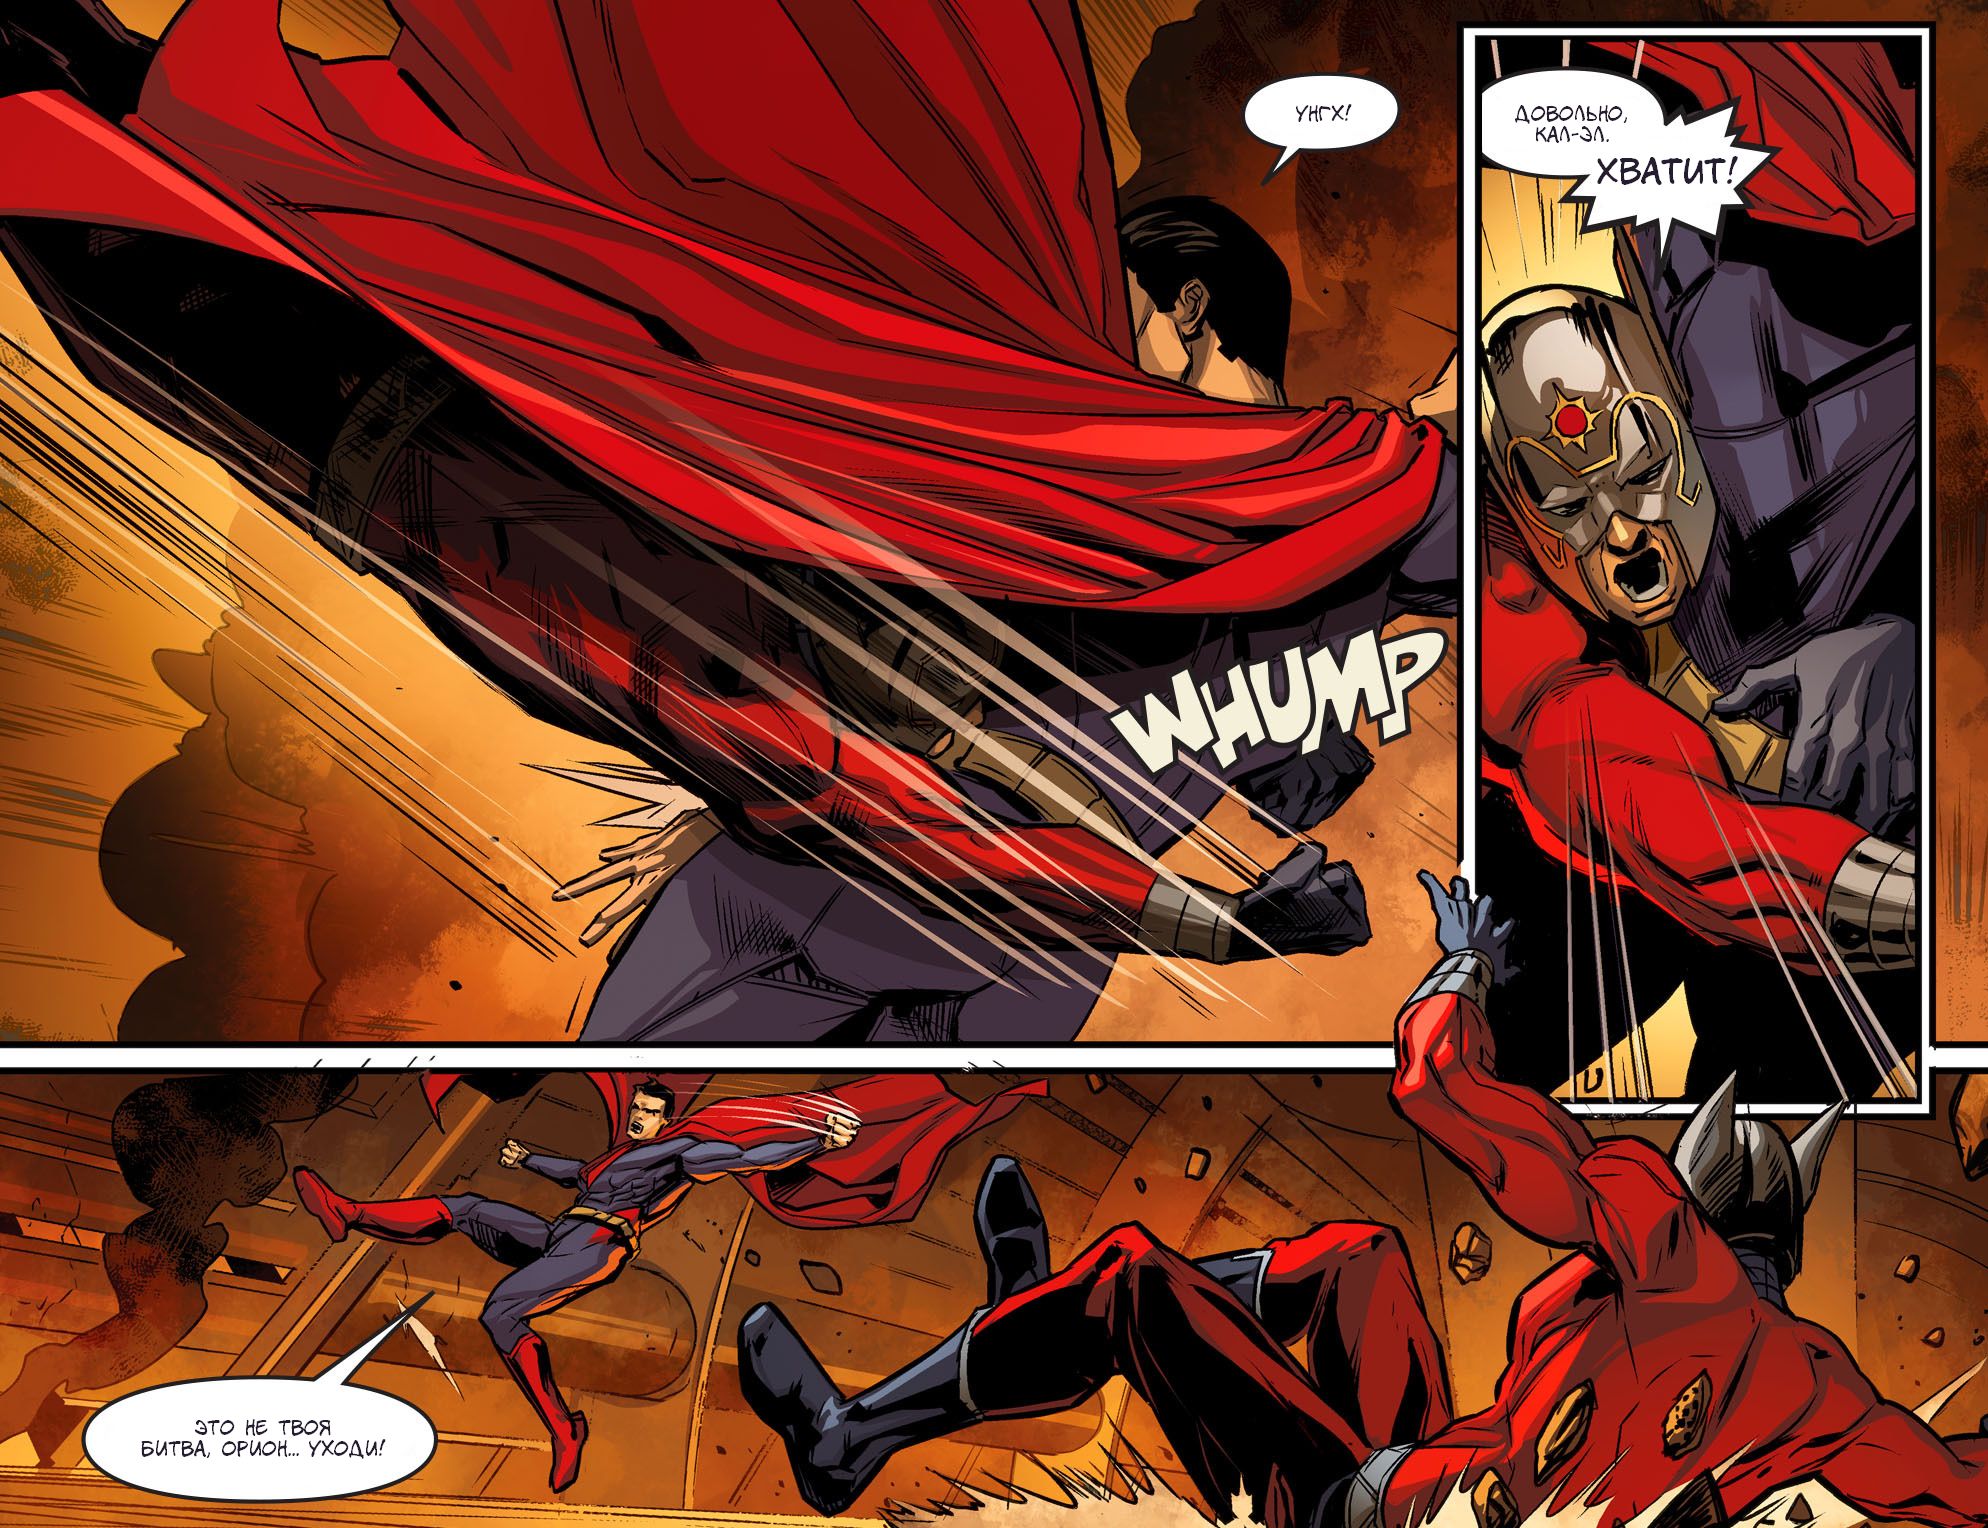 УНГХ!
ДОВОЛЬНО,
КАЛ-ЭЛ.
ХВАТИТ!
WHUMP
ЭТО НЕ ТВОЯ
БИТВА, ОРИОН... УХОДИ!